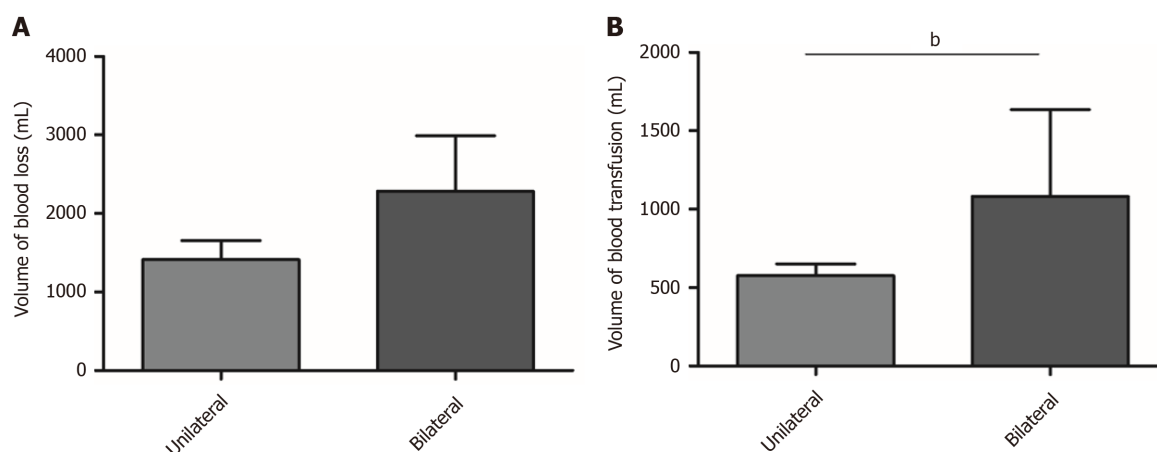 A
Volume of blood loss (mL)
4000
3000
2000
1000
0
Unilateral
Bilateral
B
Volume of blood transfusion (mL)
b
2000
1500
1000
500
0
Unilateral
Bilateral